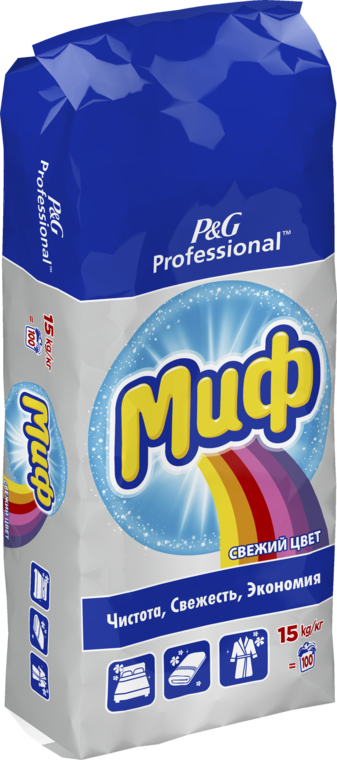 P&G
Professional™
Миф
СВЕЖИЙ ЦВЕТ
Чистота, Свежесть, Экономия
15 kg/кг
= 100
P&G
Professional™
15 kg/кг
= 100
Миф
СВЕЖИЙ ЦВЕТ